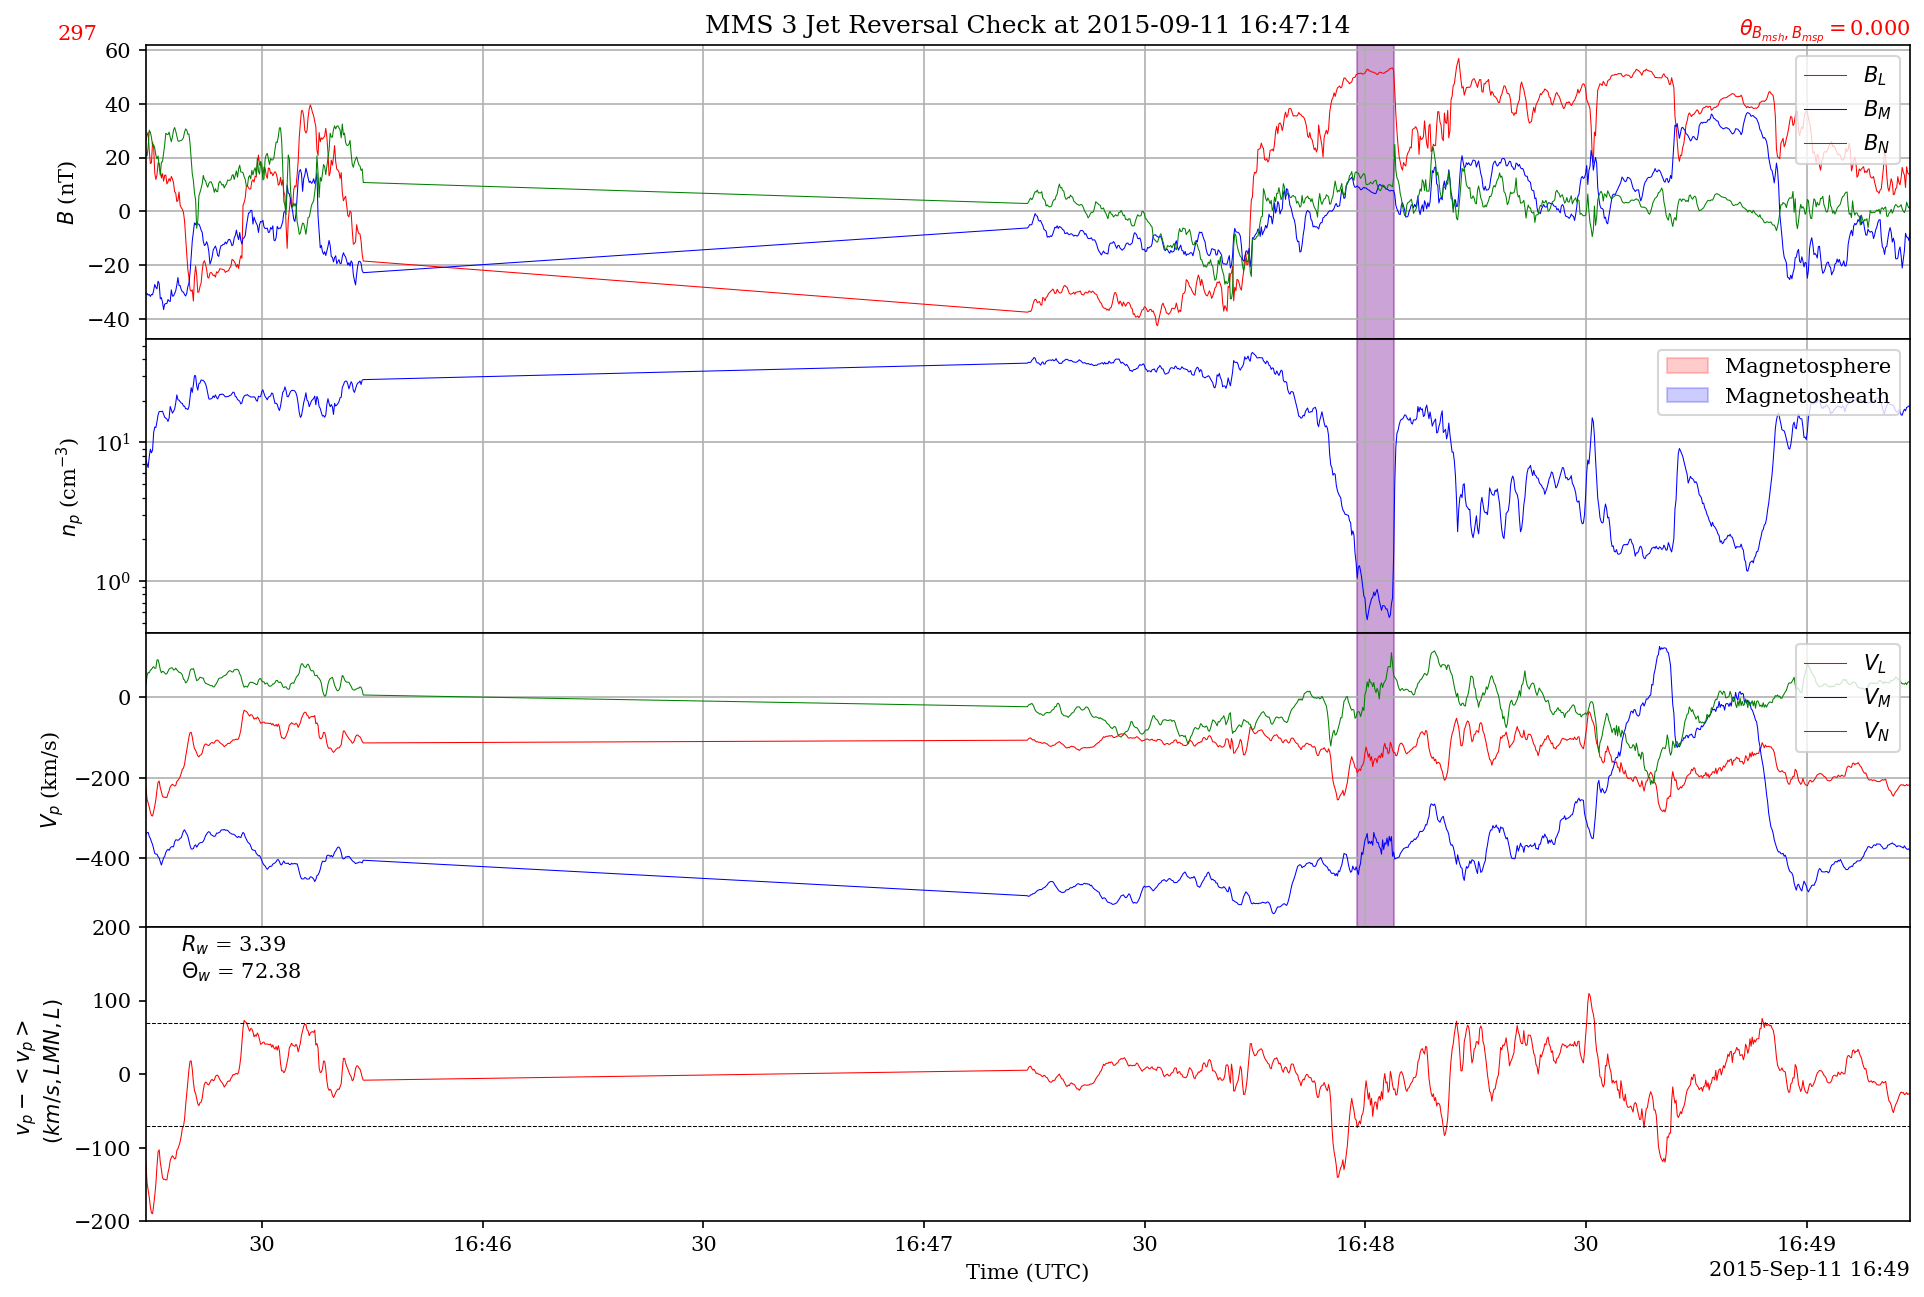 MMS 3 Jet Reversal Check at 2015-09-11 16:47:14
297
θ_{B_{msh}, B_{msp}} = 0.000
60
40
20
0
−20
−40
B (nT)
B_L
B_M
B_N
10^1
10^0
n_p (cm^{−3})
Magnetosphere
Magnetosheath
0
−200
−400
V_p (km/s)
V_L
V_M
V_N
200
100
0
−100
−200
v_p − < v_p >
(km/s, LMN, L)
R_w = 3.39
Θ_w = 72.38
30
16:46
30
16:47
30
16:48
30
16:49
Time (UTC)
2015-Sep-11 16:49